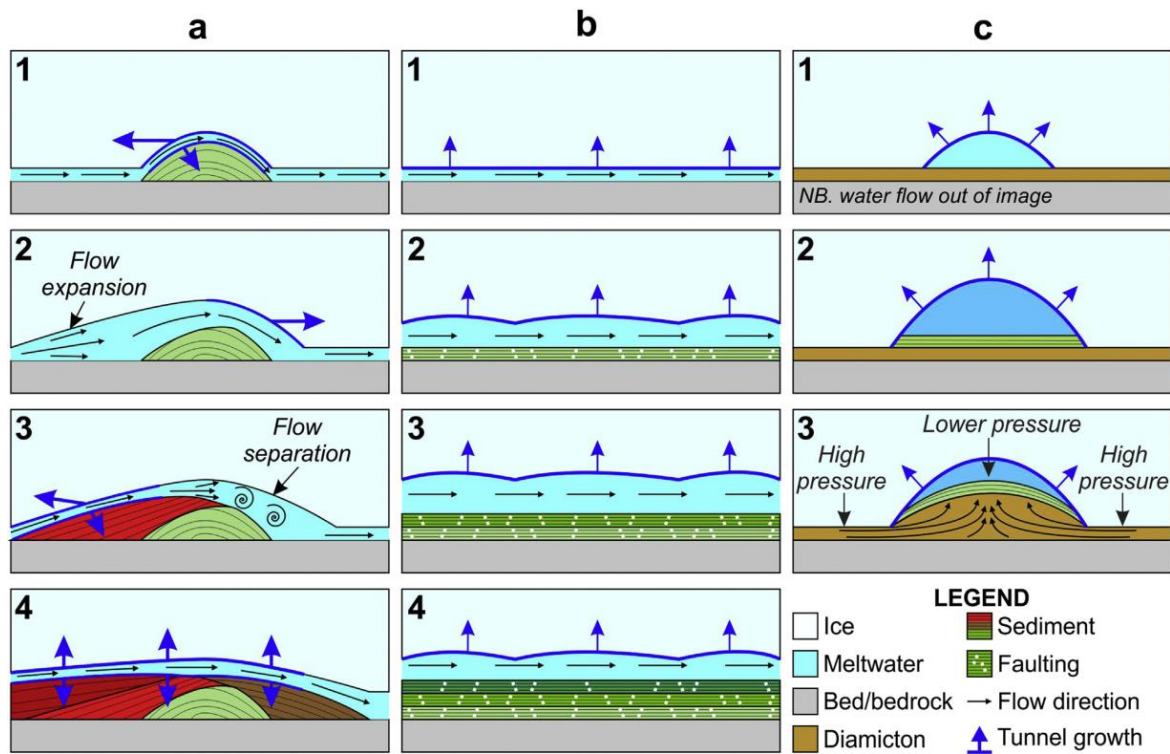 a
b
c
1
1
1
NB. water flow out of image
2
Flow
expansion
2
2
3
Flow
separation
3
3
Lower pressure
High
pressure
High
pressure
4
4
LEGEND
Ice
Meltwater
Bed/bedrock
Diamicton
Sediment
Faulting
Flow direction
Tunnel growth